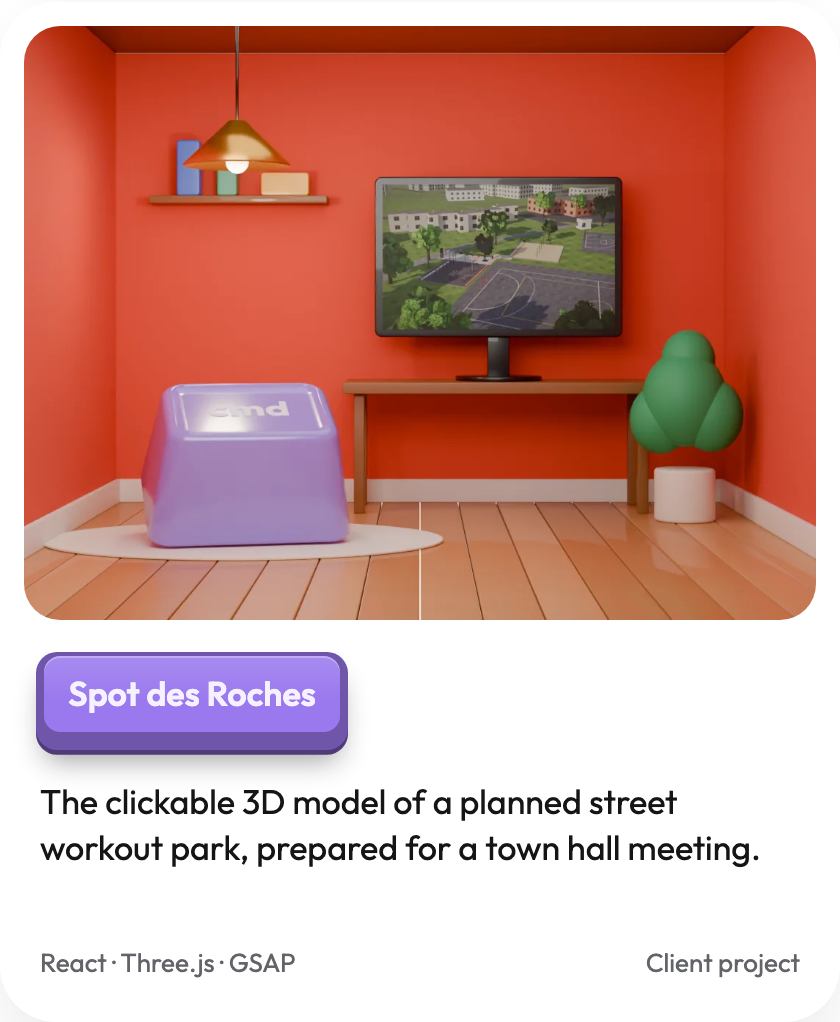 cmd
Spot des Roches
The clickable 3D model of a planned street
workout park, prepared for a town hall meeting.
React · Three.js · GSAP
Client project